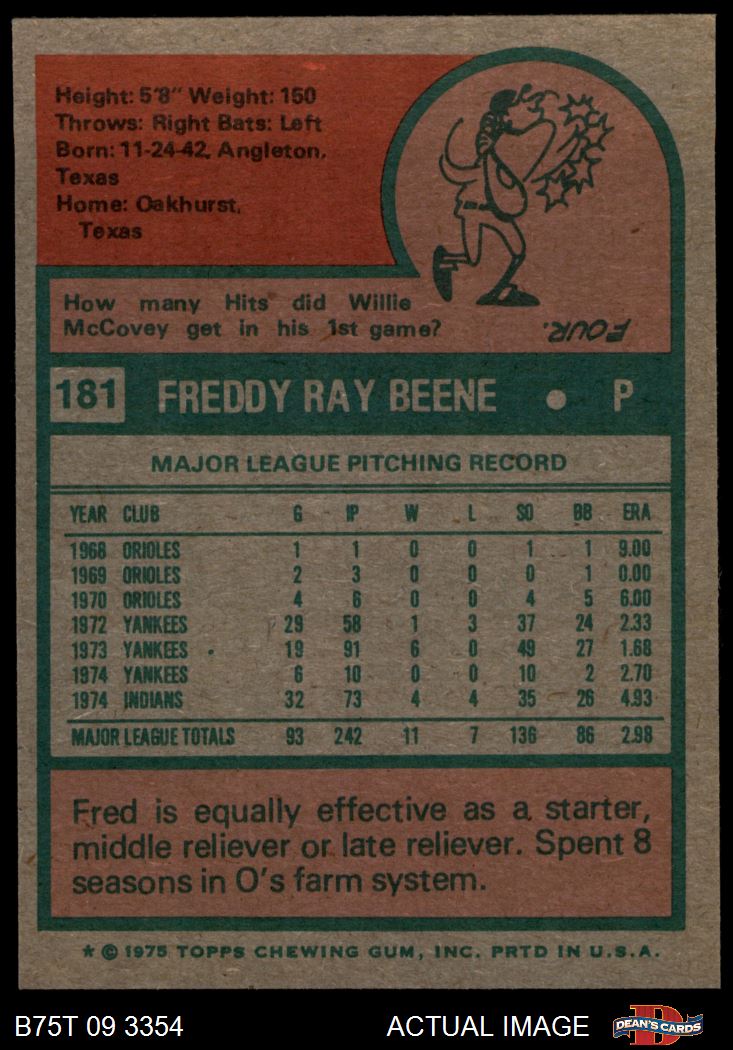 Height: 5'8" Weight: 150
Throws: Right Bats: Left
Born: 11-24-42, Angleton,
Texas
Home: Oakhurst,
Texas
How many Hits did Willie
McCovey get in his 1st game?
FOUR.
181 FREDDY RAY BEENE • P
MAJOR LEAGUE PITCHING RECORD
YEAR CLUB G IP W L SO BB ERA
1968 ORIOLES 1 1 0 0 1 1 9.00
1969 ORIOLES 2 3 0 0 0 1 0.00
1970 ORIOLES 4 6 0 0 4 5 6.00
1972 YANKEES 29 58 1 3 37 24 2.33
1973 YANKEES 19 91 6 0 49 27 1.68
1974 YANKEES 6 10 0 0 10 2 2.70
1974 INDIANS 32 73 4 4 35 26 4.93
MAJOR LEAGUE TOTALS 93 242 11 7 136 86 2.98
Fred is equally effective as a starter,
middle reliever or late reliever. Spent 8
seasons in O's farm system.
* © 1975 TOPPS CHEWING GUM, INC. PRTD IN U.S.A.
B75T 09 3354 ACTUAL IMAGE DEAN'S CARDS